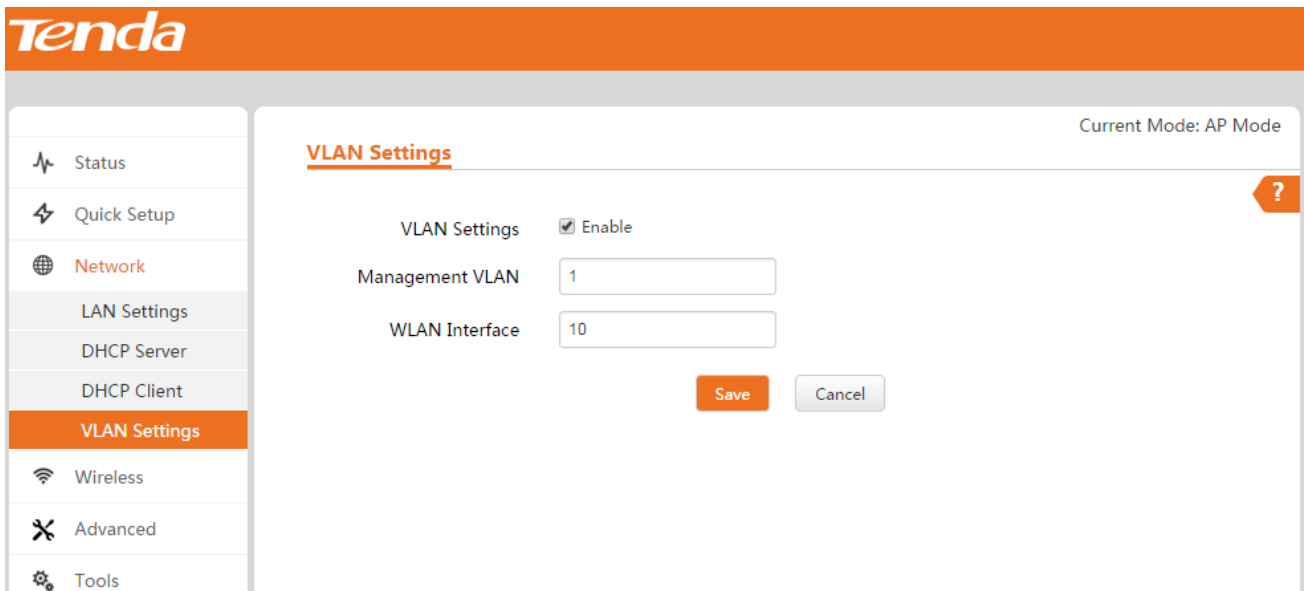 Tenda
Current Mode: AP Mode
VLAN Settings
?
Status
Quick Setup
Network
LAN Settings
DHCP Server
DHCP Client
VLAN Settings
Wireless
Advanced
Tools
VLAN Settings Enable
Management VLAN 1
WLAN Interface 10
Save Cancel